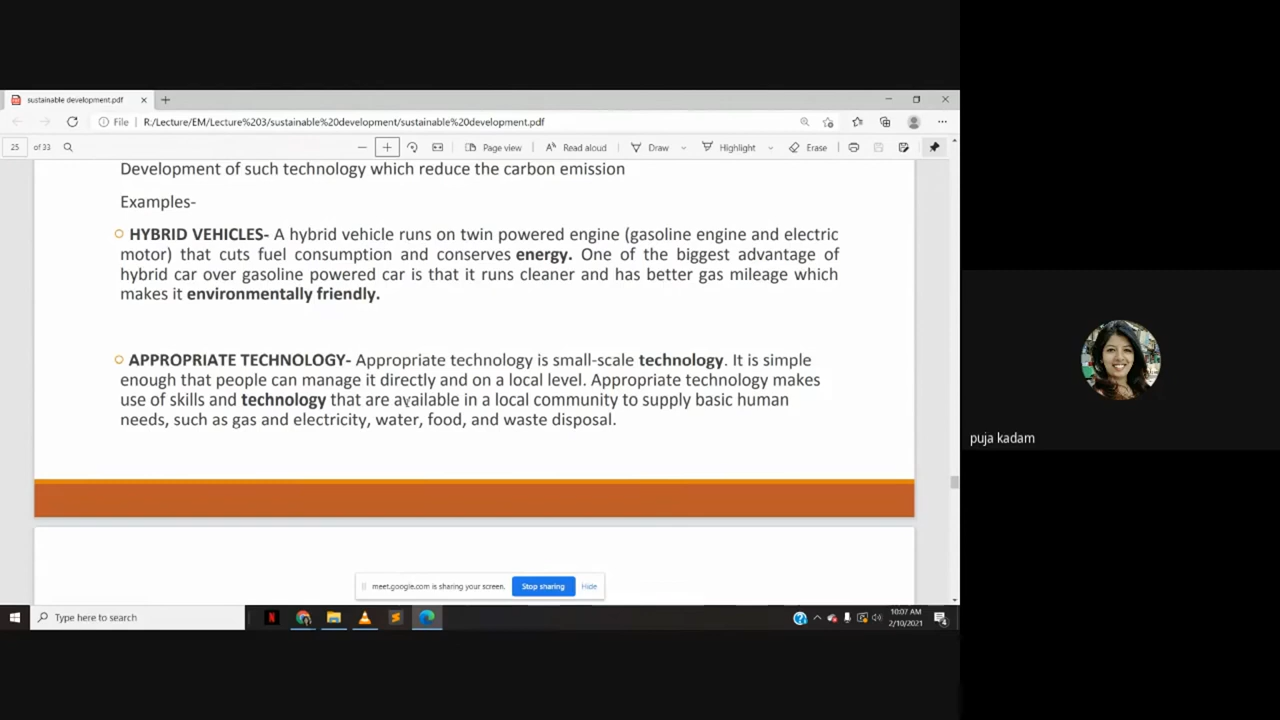 sustainable development.pdf
File | R:/Lecture/EM/Lecture%203/sustainable%20development/sustainable%20development.pdf
25 of 33 Page view Read aloud Draw Highlight Erase
Development of such technology which reduce the carbon emission
Examples-
HYBRID VEHICLES- A hybrid vehicle runs on twin powered engine (gasoline engine and electric
motor) that cuts fuel consumption and conserves energy. One of the biggest advantage of
hybrid car over gasoline powered car is that it runs cleaner and has better gas mileage which
makes it environmentally friendly.
APPROPRIATE TECHNOLOGY- Appropriate technology is small-scale technology. It is simple
enough that people can manage it directly and on a local level. Appropriate technology makes
use of skills and technology that are available in a local community to supply basic human
needs, such as gas and electricity, water, food, and waste disposal.
puja kadam
meet.google.com is sharing your screen. Stop sharing Hide
Type here to search
10:07 AM
2/10/2021
4